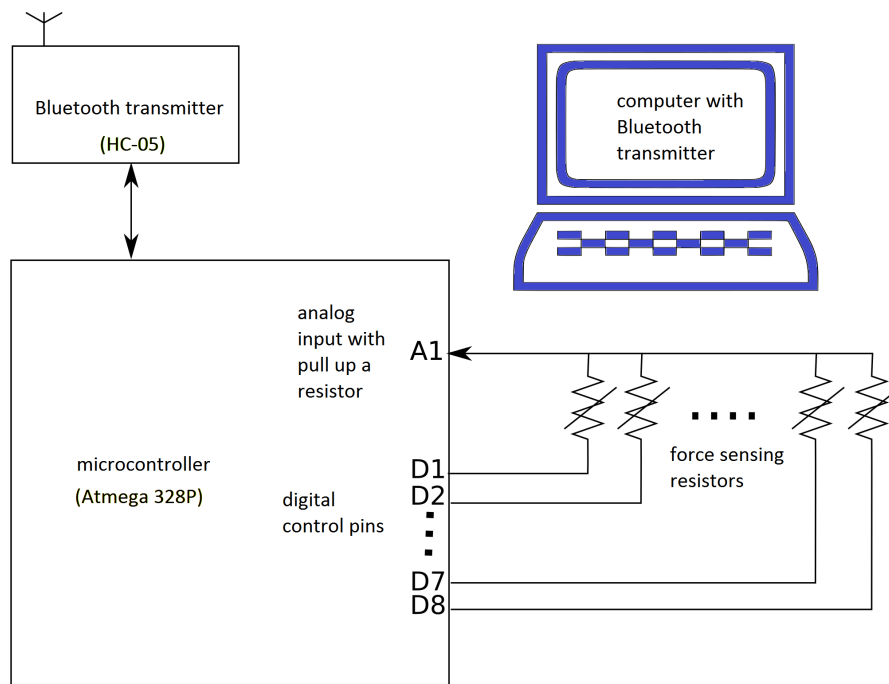 Bluetooth transmitter
(HC-05)
computer with
Bluetooth
transmitter
analog
input with
pull up a
resistor
A1
microcontroller
(Atmega 328P)
digital
control pins
D1
D2
D7
D8
force sensing
resistors